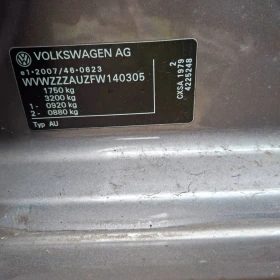 VOLKSWAGEN AG
e1*2007/46-0623
WVWZZZAUZFW140305
1750 kg
3200 kg
1- 0920 kg
2- 0880 kg
Typ AU
2
CKSA.1979
4225248